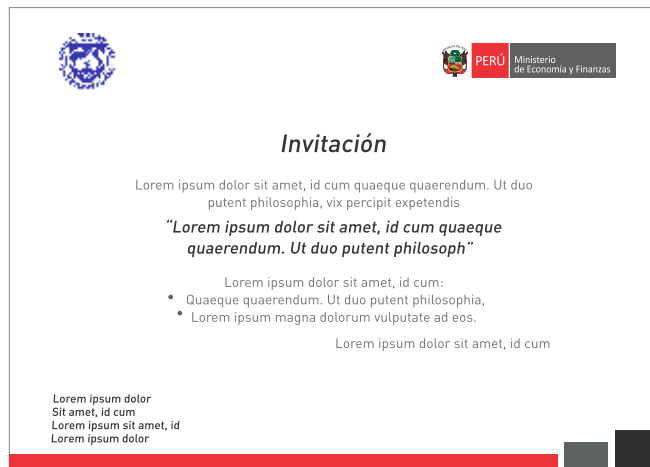 PERÚ
Ministerio
de Economía y Finanzas
Invitación
Lorem ipsum dolor sit amet, id cum quaeque quaerendum. Ut duo
putent philosophia, vix percipit expetendis
“Lorem ipsum dolor sit amet, id cum quaeque
quaerendum. Ut duo putent philosoph”
Lorem ipsum dolor sit amet, id cum:
• Quaeque quaerendum. Ut duo putent philosophia,
• Lorem ipsum magna dolorum vulputate ad eos.
Lorem ipsum dolor sit amet, id cum
Lorem ipsum dolor
Sit amet, id cum
Lorem ipsum sit amet, id
Lorem ipsum dolor